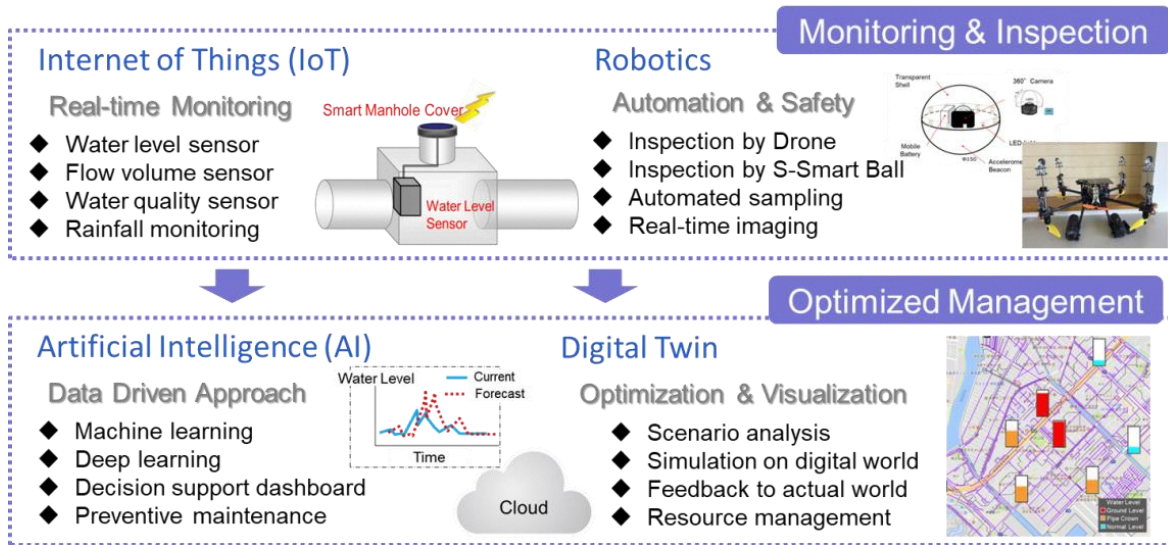 Monitoring & Inspection
Internet of Things (IoT)
Real-time Monitoring
◆ Water level sensor
◆ Flow volume sensor
◆ Water quality sensor
◆ Rainfall monitoring
Smart Manhole Cover
Water Level
Sensor
Robotics
Automation & Safety
◆ Inspection by Drone
◆ Inspection by S-Smart Ball
◆ Automated sampling
◆ Real-time imaging
Transparent
Shell
360° Camera
Mobile
Battery
Φ150
LED
Beacon
Optimized Management
Artificial Intelligence (AI)
Data Driven Approach
◆ Machine learning
◆ Deep learning
◆ Decision support dashboard
◆ Preventive maintenance
Water Level
Current
Forecast
Time
Cloud
Digital Twin
Optimization & Visualization
◆ Scenario analysis
◆ Simulation on digital world
◆ Feedback to actual world
◆ Resource management
Water Level
Ground Level
Pipe Crown
Normal Level